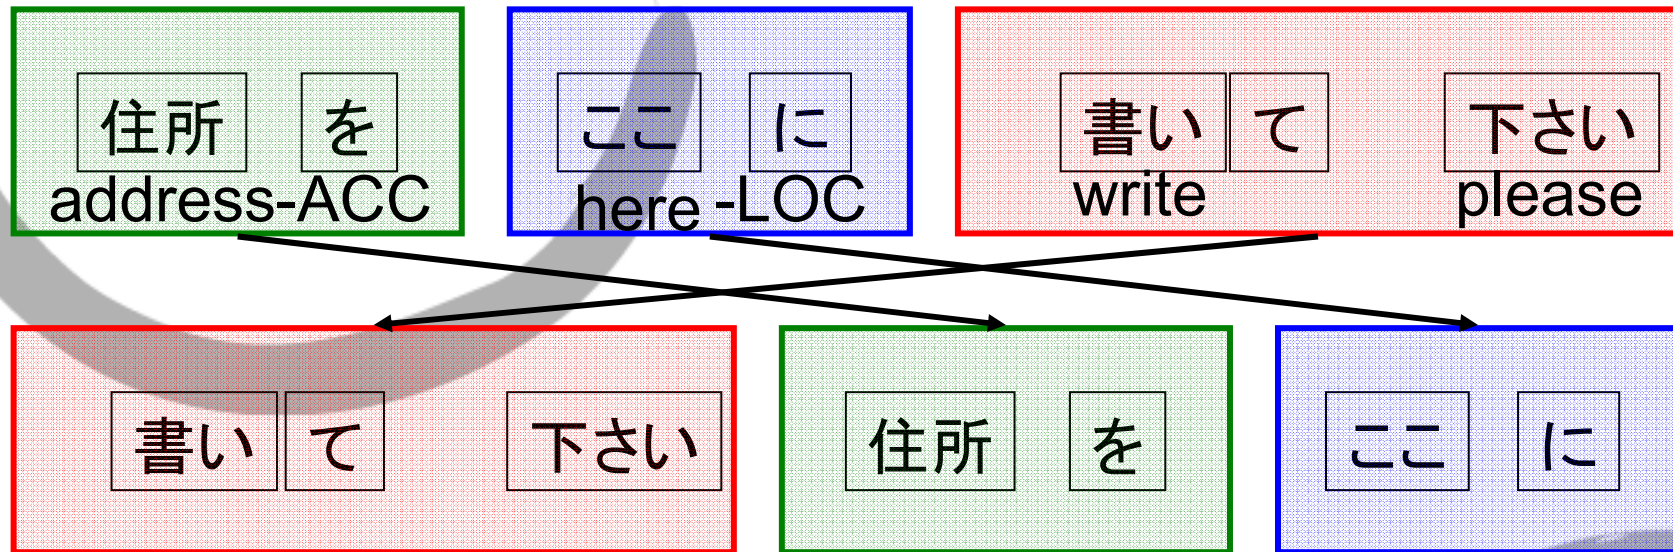 住所 を ここ に 書い て 下さい
address-ACC here -LOC write please
書い て 下さい 住所 を ここ に